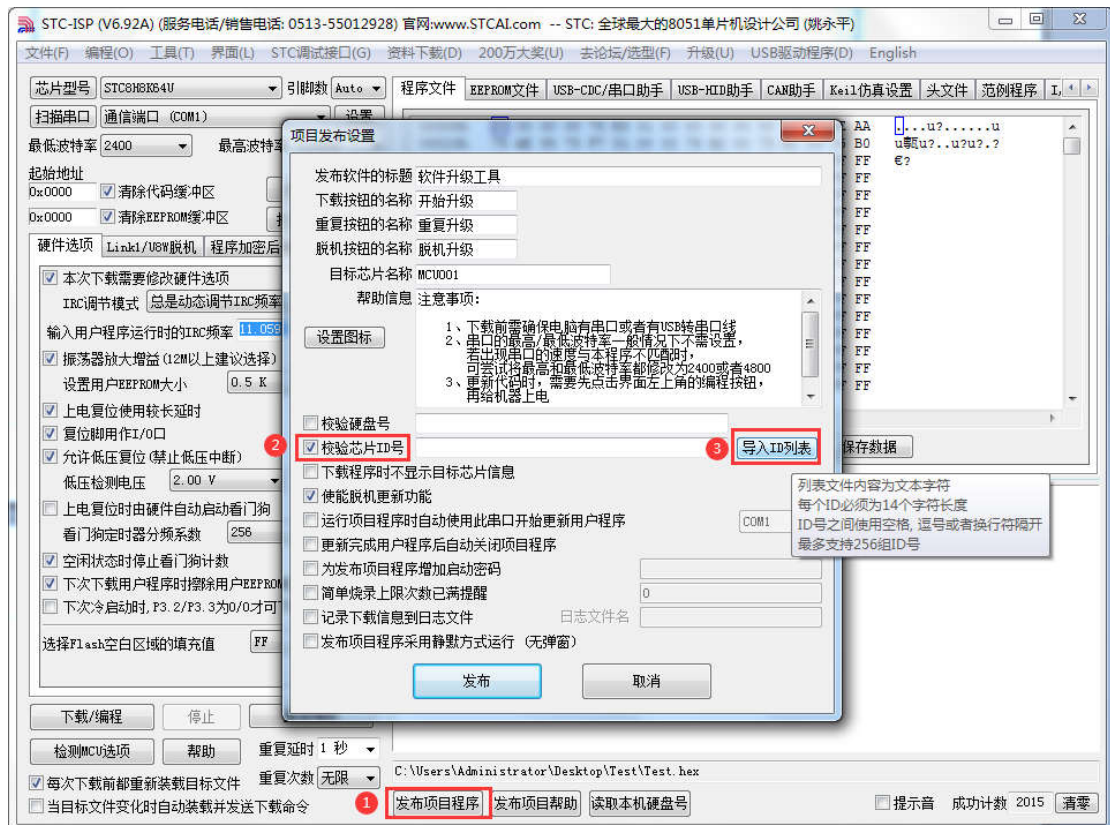 STC-ISP (V6.92A) (服务电话/销售电话: 0513-55012928) 官网:www.STCAI.com -- STC: 全球最大的8051单片机设计公司 (姚永平)
文件(F) 编程(O) 工具(T) 界面(L) STC调试接口(G) 资料下载(D) 200万大奖(U) 去论坛/选型(F) 升级(U) USB驱动程序(D) English
芯片型号 STC8H8K64U 引脚数 Auto
程序文件 EEPROM文件 USB-CDC/串口助手 USB-HID助手 CAN助手 Keil仿真设置 头文件 范例程序 I,
扫描串口 通信端口 (COM1) 设置
最低波特率 2400 最高波特率
起始地址
0x0000 清除代码缓冲区
0x0000 清除EEPROM缓冲区
硬件选项 Link1/U8W脱机 程序加密后
本次下载需要修改硬件选项
IRC调节模式 总是动态调节IRC频率
输入用户程序运行时的IRC频率 11.059
振荡器放大增益(12M以上建议选择)
设置用户EEPROM大小 0.5 K
上电复位使用较长延时
复位脚用作I/O口
允许低压复位(禁止低压中断)
低压检测电压 2.00 V
上电复位时由硬件自动启动看门狗
看门狗定时器分频系数 256
空闲状态时停止看门狗计数
下次下载用户程序时擦除用户EEPROM
下次冷启动时,P3.2/P3.3为0/0才可
选择Flash空白区域的填充值 FF
项目发布设置
发布软件的标题 软件升级工具
下载按钮的名称 开始升级
重复按钮的名称 重复升级
脱机按钮的名称 脱机升级
目标芯片名称 MCU001
帮助信息 注意事项:
设置图标
1、下载前需确保电脑有串口或者有USB转串口线
2、串口的最高/最低波特率一般情况下不需设置,
若出现串口的速度与本程序不匹配时,
可尝试将最高和最低波特率都修改为2400或者4800
3、更新代码时, 需要先点击界面左上角的编程按钮,
再给机器上电
校验硬盘号
2 校验芯片ID号 3 导入ID列表
下载程序时不显示目标芯片信息
使能脱机更新功能
运行项目程序时自动使用此串口开始更新用户程序 COM1
更新完成用户程序后自动关闭项目程序
为发布项目程序增加启动密码
简单烧录上限次数已满提醒 0
记录下载信息到日志文件 日志文件名
发布项目程序采用静默方式运行 (无弹窗)
发布 取消
AA ....u?......u
B0
FF €?
FF
FF
FF
FF
FF
FF
FF
FF
FF
FF
保存数据
列表文件内容为文本字符
每个ID必须为14个字符长度
ID号之间使用空格, 逗号或者换行符隔开
最多支持256组ID号
下载/编程 停止
检测MCU选项 帮助 重复延时 1 秒
每次下载前都重新装载目标文件 重复次数 无限
当目标文件变化时自动装载并发送下载命令
C:\Users\Administrator\Desktop\Test\Test.hex
1 发布项目程序 发布项目帮助 读取本机硬盘号 提示音 成功计数 2015 清零